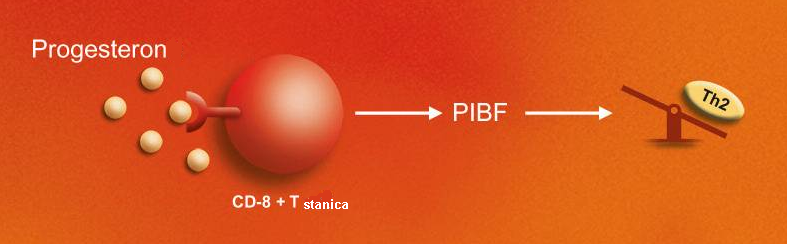 Progesteron
PIBF
Th2
CD-8 + T stanica